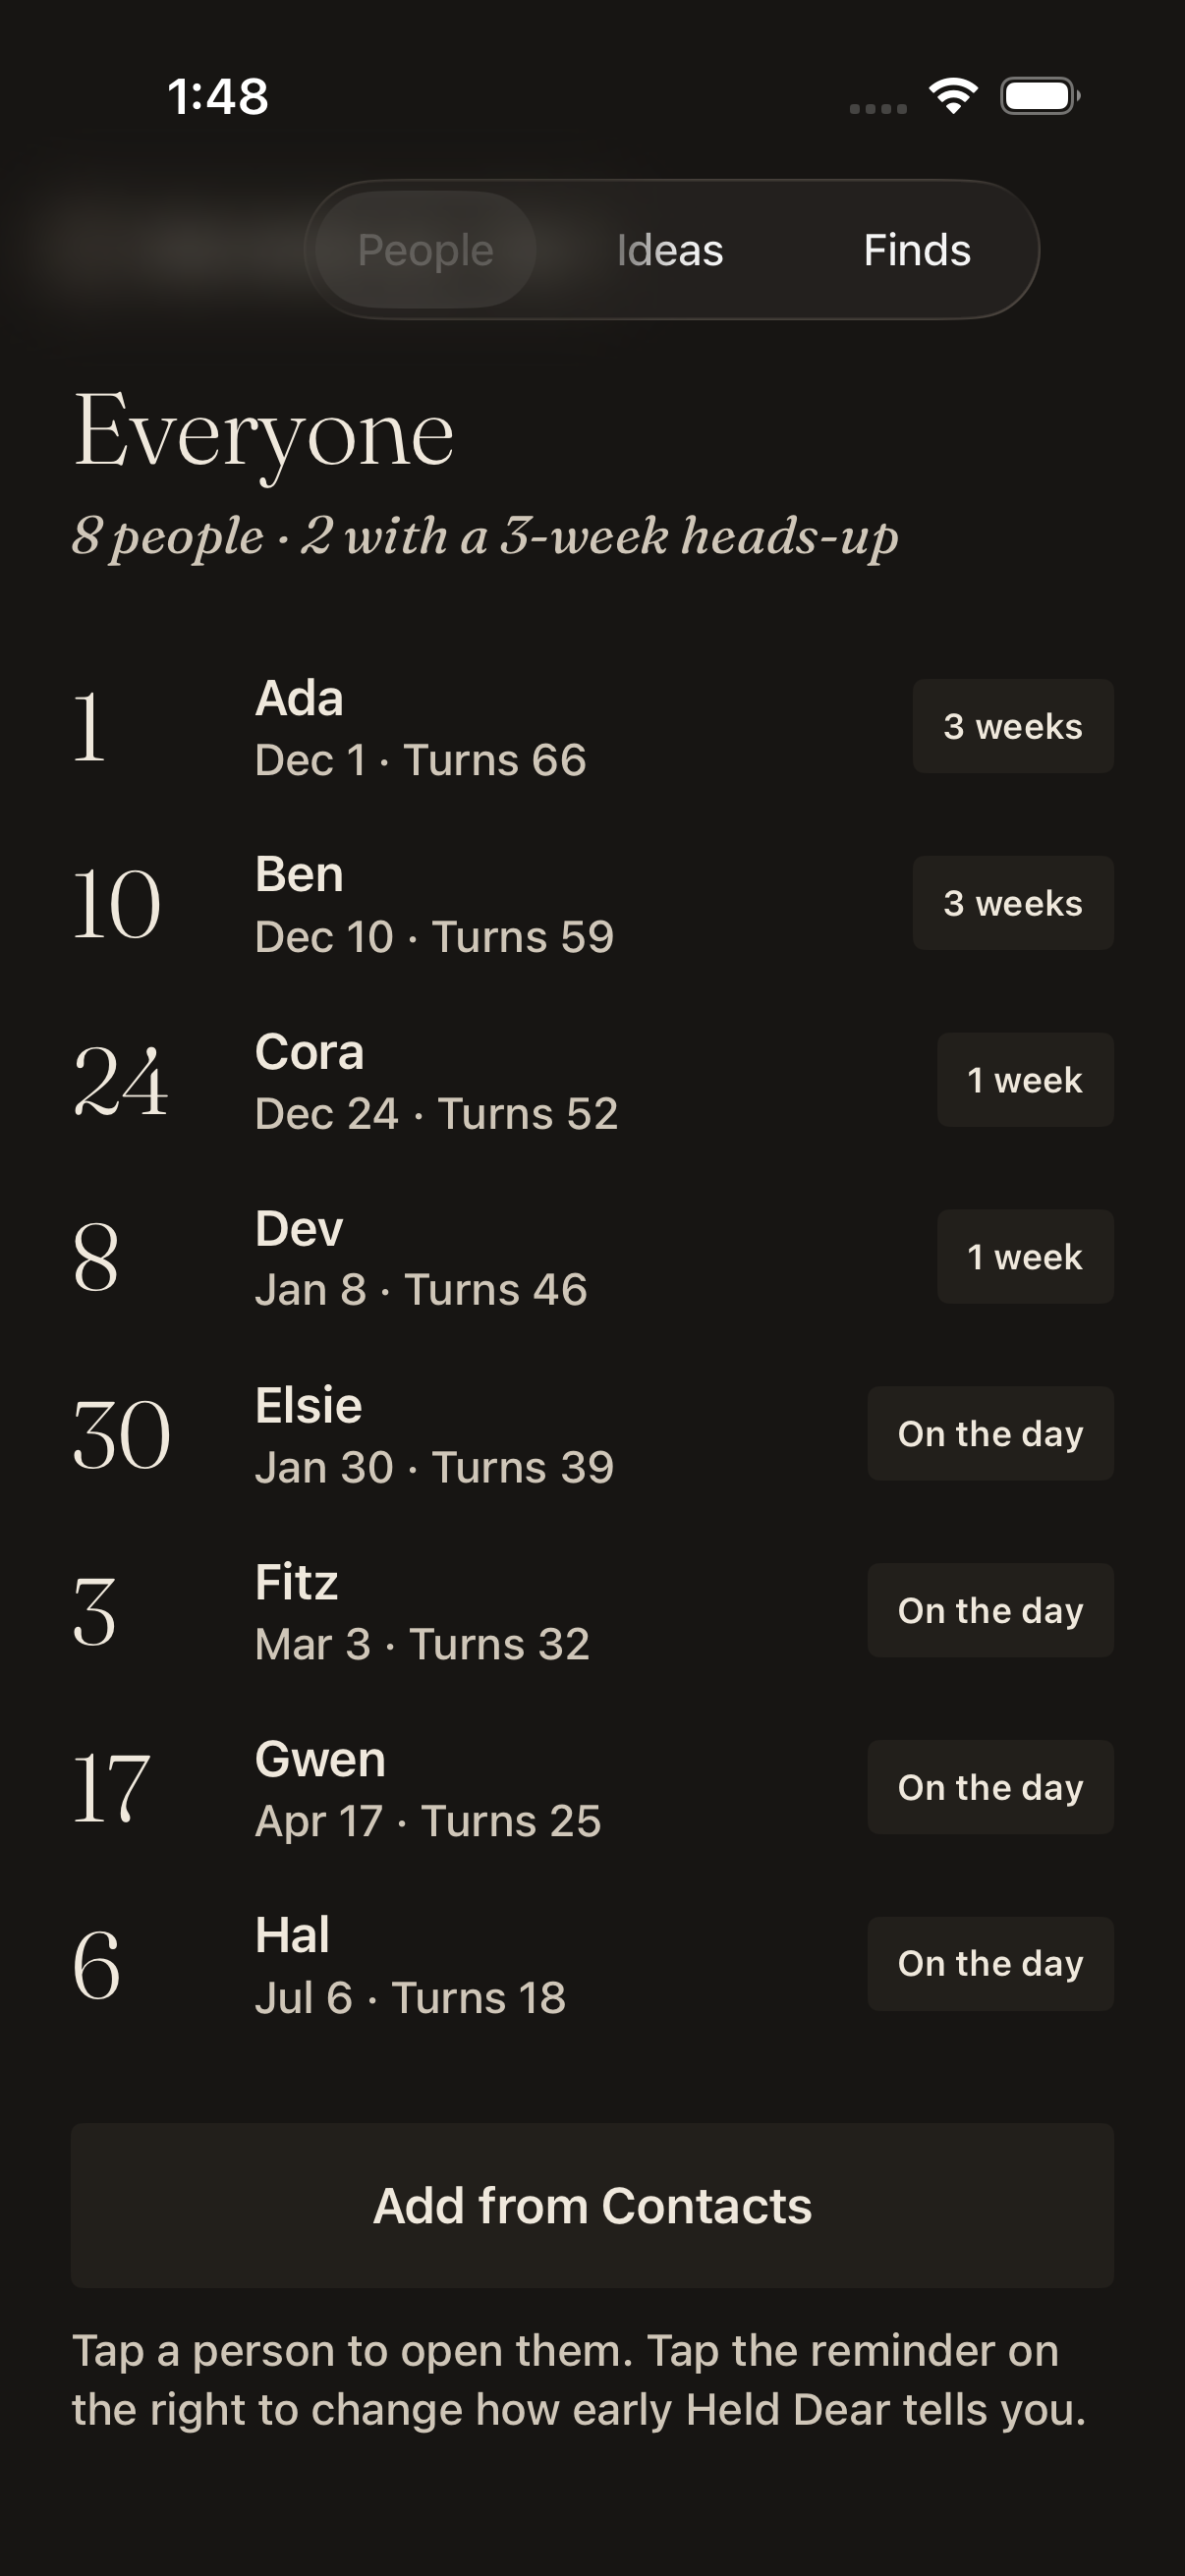 1:48
People
Ideas
Finds
Everyone
8 people · 2 with a 3-week heads-up
1
Ada
Dec 1 · Turns 66
3 weeks
10
Ben
Dec 10 · Turns 59
3 weeks
24
Cora
Dec 24 · Turns 52
1 week
8
Dev
Jan 8 · Turns 46
1 week
30
Elsie
Jan 30 · Turns 39
On the day
3
Fitz
Mar 3 · Turns 32
On the day
17
Gwen
Apr 17 · Turns 25
On the day
6
Hal
Jul 6 · Turns 18
On the day
Add from Contacts
Tap a person to open them. Tap the reminder on
the right to change how early Held Dear tells you.